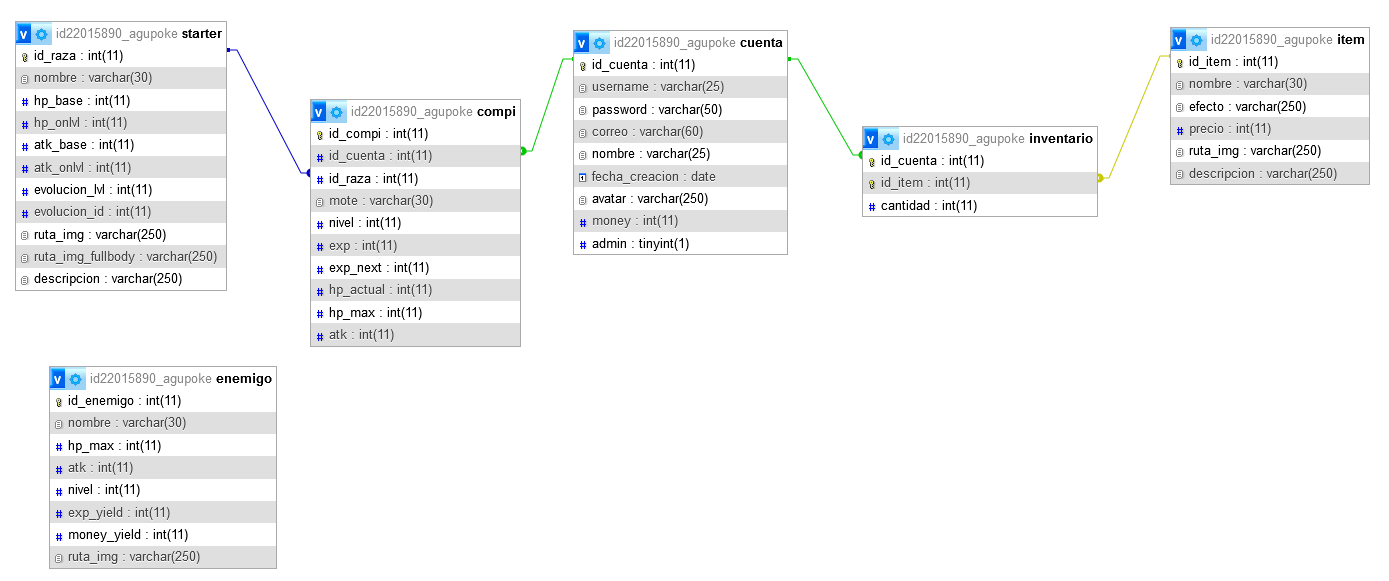 v id22015890_agupoke starter
id_raza : int(11)
nombre : varchar(30)
hp_base : int(11)
hp_onlvl : int(11)
atk_base : int(11)
atk_onlvl : int(11)
evolucion_lvl : int(11)
evolucion_id : int(11)
ruta_img : varchar(250)
ruta_img_fullbody : varchar(250)
descripcion : varchar(250)
v id22015890_agupoke compi
id_compi : int(11)
id_cuenta : int(11)
id_raza : int(11)
mote : varchar(30)
nivel : int(11)
exp : int(11)
exp_next : int(11)
hp_actual : int(11)
hp_max : int(11)
atk : int(11)
v id22015890_agupoke cuenta
id_cuenta : int(11)
username : varchar(25)
password : varchar(50)
correo : varchar(60)
nombre : varchar(25)
fecha_creacion : date
avatar : varchar(250)
money : int(11)
admin : tinyint(1)
v id22015890_agupoke inventario
id_cuenta : int(11)
id_item : int(11)
cantidad : int(11)
v id22015890_agupoke item
id_item : int(11)
nombre : varchar(30)
efecto : varchar(250)
precio : int(11)
ruta_img : varchar(250)
descripcion : varchar(250)
v id22015890_agupoke enemigo
id_enemigo : int(11)
nombre : varchar(30)
hp_max : int(11)
atk : int(11)
nivel : int(11)
exp_yield : int(11)
money_yield : int(11)
ruta_img : varchar(250)